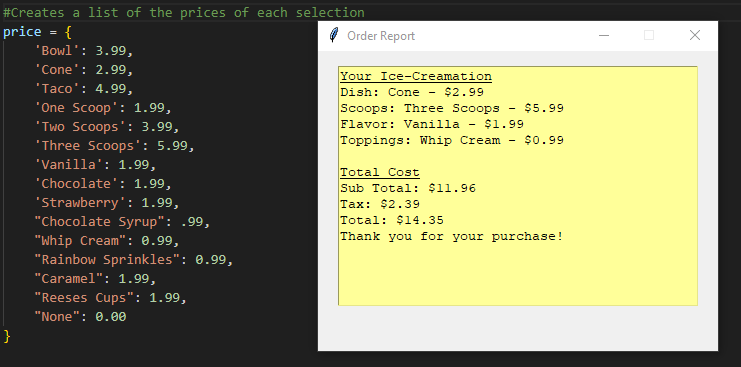 #Creates a list of the prices of each selection
price = {
'Bowl': 3.99,
'Cone': 2.99,
'Taco': 4.99,
'One Scoop': 1.99,
'Two Scoops': 3.99,
'Three Scoops': 5.99,
'Vanilla': 1.99,
'Chocolate': 1.99,
'Strawberry': 1.99,
"Chocolate Syrup": .99,
"Whip Cream": 0.99,
"Rainbow Sprinkles": 0.99,
"Caramel": 1.99,
"Reeses Cups": 1.99,
"None": 0.00
}
Order Report
Your Ice-Creamation
Dish: Cone - $2.99
Scoops: Three Scoops - $5.99
Flavor: Vanilla - $1.99
Toppings: Whip Cream - $0.99
Total Cost
Sub Total: $11.96
Tax: $2.39
Total: $14.35
Thank you for your purchase!